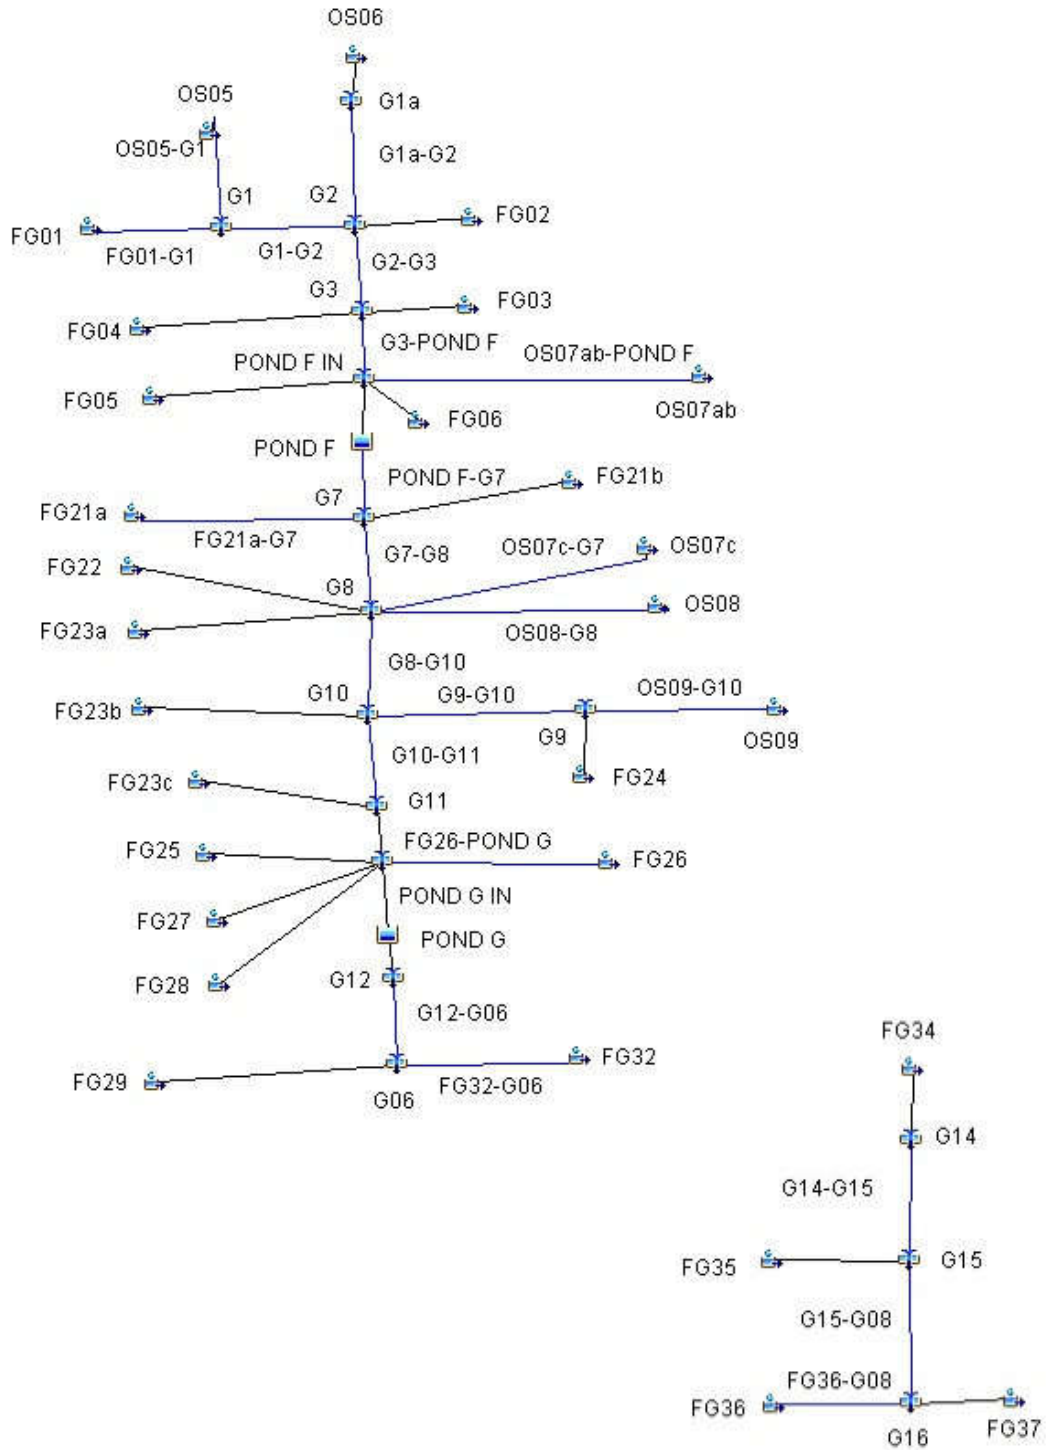 OS06
OS05
G1a
OS05-G1
G1a-G2
G1
G2
FG02
FG01
FG01-G1
G1-G2
G2-G3
G3
FG03
FG04
G3-POND F
OS07ab-POND F
POND F IN
FG05
OS07ab
FG06
POND F
POND F-G7
FG21b
FG21a
G7
FG21a-G7
G7-G8
OS07c-G7
OS07c
FG22
G8
OS08
FG23a
OS08-G8
G8-G10
G10
G9-G10
OS09-G10
FG23b
G9
OS09
G10-G11
FG24
FG23c
G11
FG25
FG26-POND G
FG26
POND G IN
FG27
POND G
FG28
G12
G12-G06
FG34
FG32
FG29
FG32-G06
G06
G14
G14-G15
FG35
G15
G15-G08
FG36-G08
FG36
FG37
G16